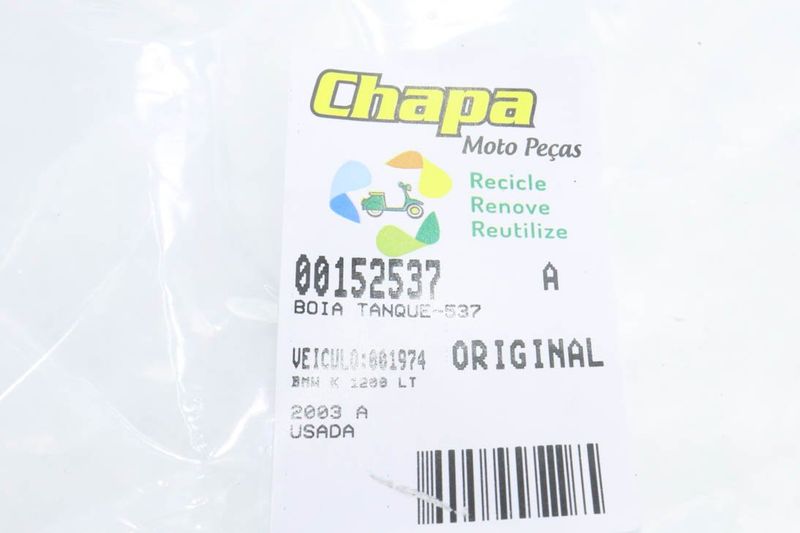 Chapa
Moto Peças
Recicle
Renove
Reutilize
00152537 A
BOIA TANQUE-537
VEICULO:001974 ORIGINAL
BMW K 1200 LT
2003 A
USADA